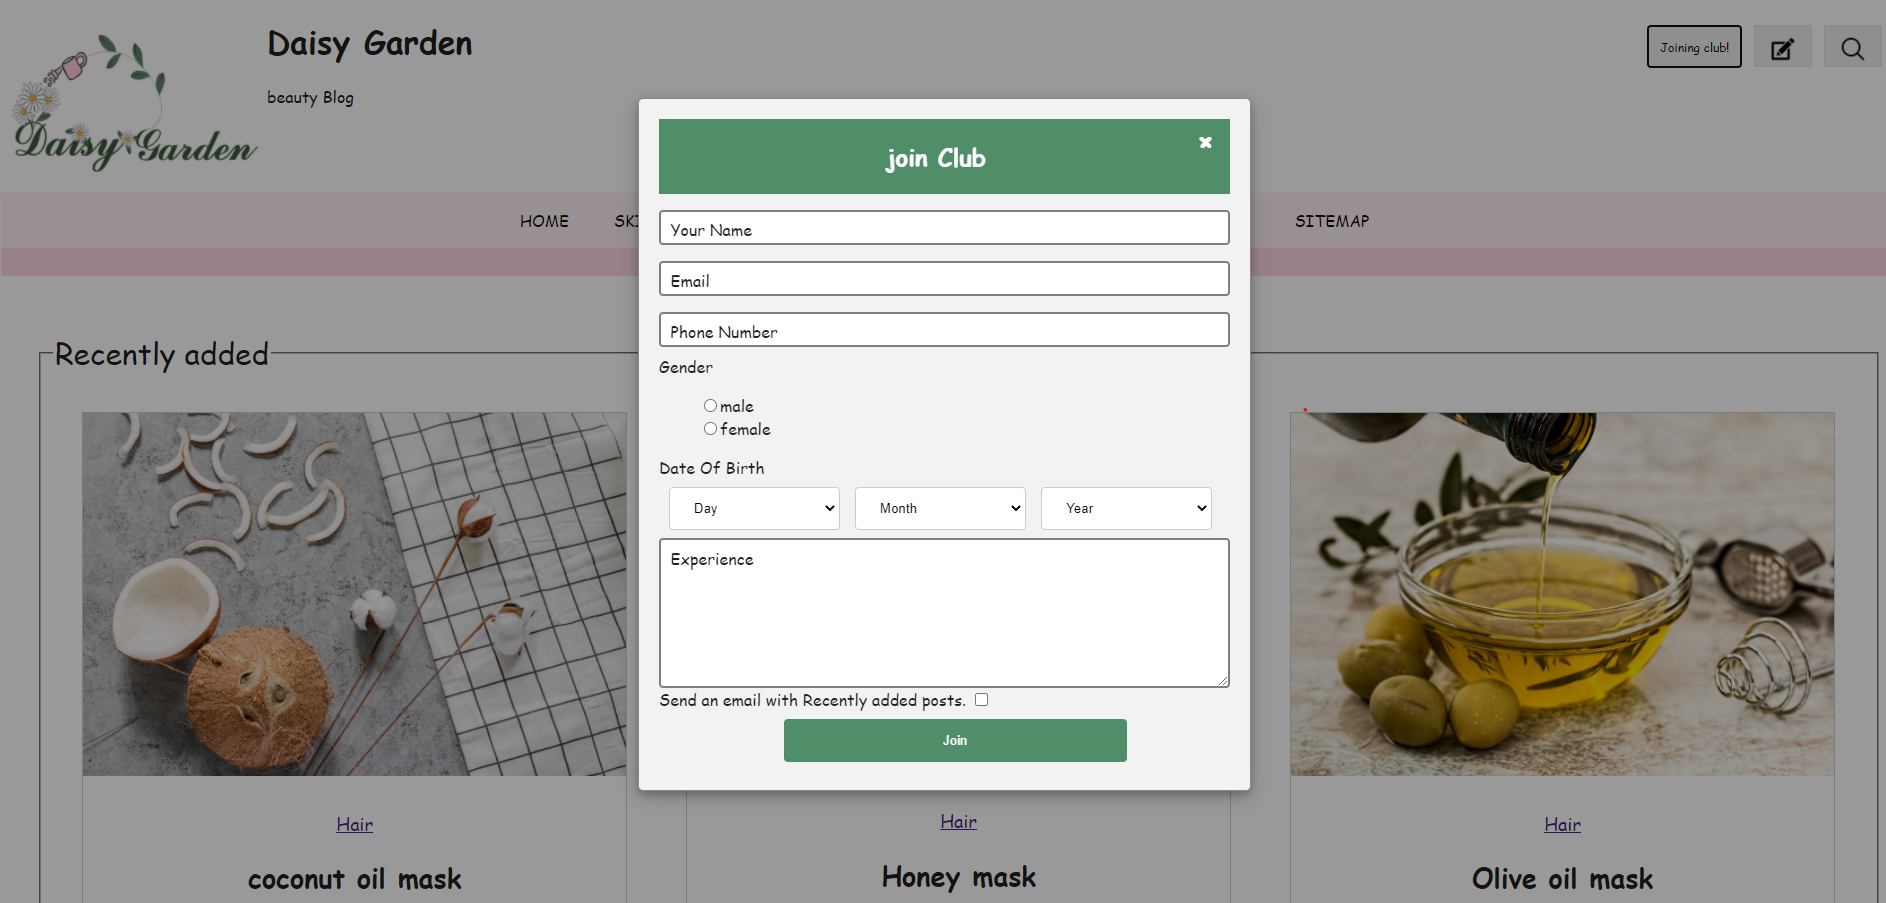 Daisy Garden
Daisy Garden
beauty Blog
Joining club!
HOME
SITEMAP
join Club
Your Name
Email
Phone Number
Gender
male
female
Date Of Birth
Day Month Year
Experience
Send an email with Recently added posts.
Join
Recently added
Hair
coconut oil mask
Hair
Honey mask
Hair
Olive oil mask